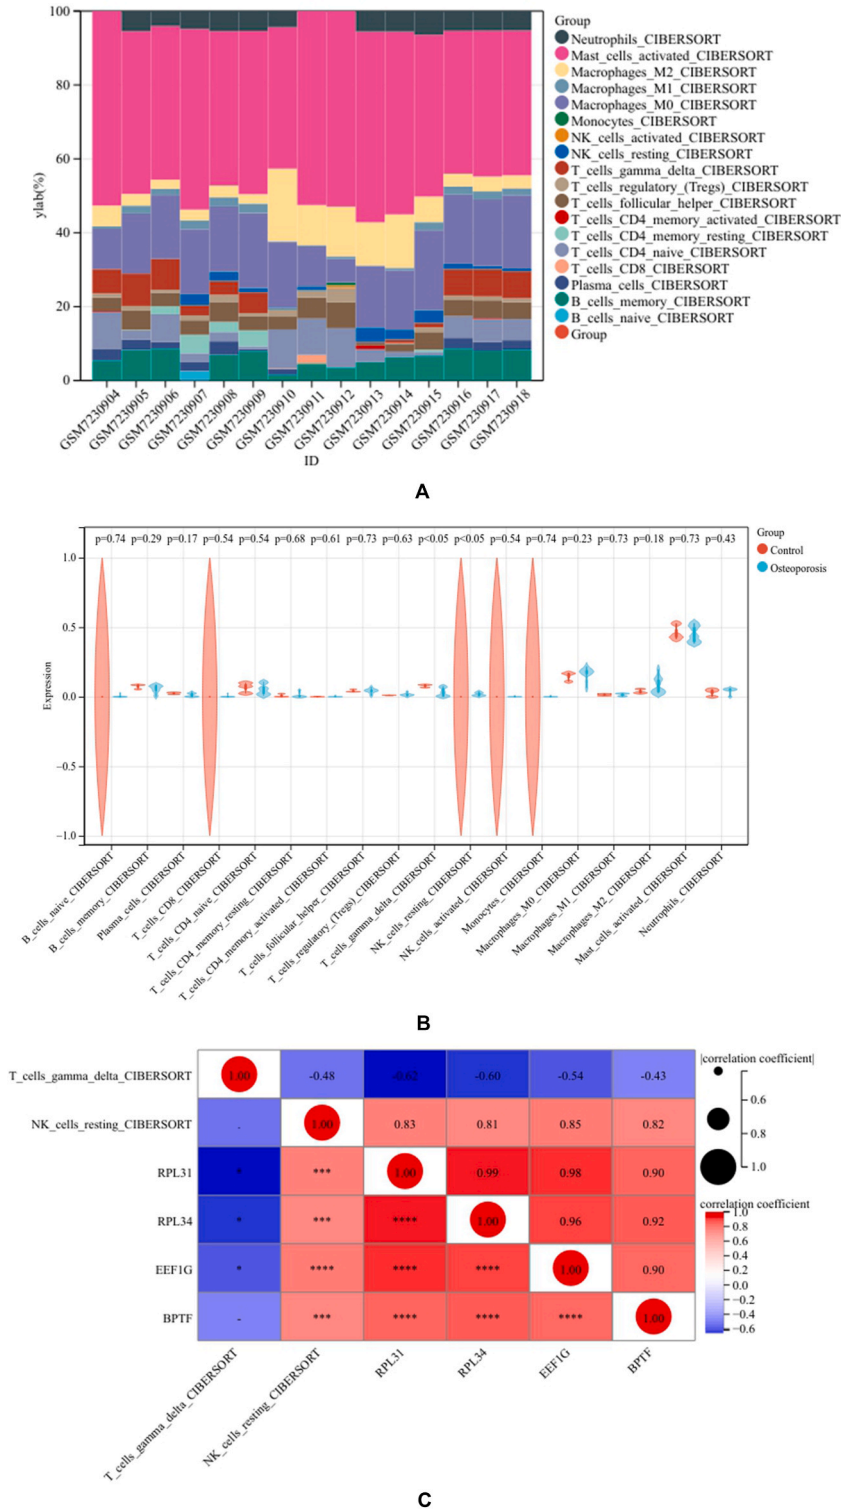 100
80
60
40
20
0
ylab(%)
GSM7230904
GSM7230905
GSM7230906
GSM7230907
GSM7230908
GSM7230909
GSM7230910
GSM7230911
GSM7230912
GSM7230913
GSM7230914
GSM7230915
GSM7230916
GSM7230917
GSM7230918
ID
Group
Neutrophils_CIBERSORT
Mast_cells_activated_CIBERSORT
Macrophages_M2_CIBERSORT
Macrophages_M1_CIBERSORT
Macrophages_M0_CIBERSORT
Monocytes_CIBERSORT
NK_cells_activated_CIBERSORT
NK_cells_resting_CIBERSORT
T_cells_gamma_delta_CIBERSORT
T_cells_regulatory_(Tregs)_CIBERSORT
T_cells_follicular_helper_CIBERSORT
T_cells_CD4_memory_activated_CIBERSORT
T_cells_CD4_memory_resting_CIBERSORT
T_cells_CD4_naive_CIBERSORT
T_cells_CD8_CIBERSORT
Plasma_cells_CIBERSORT
B_cells_memory_CIBERSORT
B_cells_naive_CIBERSORT
Group
A
p=0.74 p=0.29 p=0.17 p=0.54 p=0.54 p=0.68 p=0.61 p=0.73 p=0.63 p<0.05 p<0.05 p=0.54 p=0.74 p=0.23 p=0.73 p=0.18 p=0.73 p=0.43
Group
Control
Osteoporosis
1.0
0.5
0.0
−0.5
−1.0
Expression
B_cells_naive_CIBERSORT
B_cells_memory_CIBERSORT
Plasma_cells_CIBERSORT
T_cells_CD8_CIBERSORT
T_cells_CD4_naive_CIBERSORT
T_cells_CD4_memory_resting_CIBERSORT
T_cells_CD4_memory_activated_CIBERSORT
T_cells_follicular_helper_CIBERSORT
T_cells_regulatory_(Tregs)_CIBERSORT
T_cells_gamma_delta_CIBERSORT
NK_cells_resting_CIBERSORT
NK_cells_activated_CIBERSORT
Monocytes_CIBERSORT
Macrophages_M0_CIBERSORT
Macrophages_M1_CIBERSORT
Macrophages_M2_CIBERSORT
Mast_cells_activated_CIBERSORT
Neutrophils_CIBERSORT
B
T_cells_gamma_delta_CIBERSORT 1.00 -0.48 -0.62 -0.60 -0.54 -0.43
NK_cells_resting_CIBERSORT . 1.00 0.83 0.81 0.85 0.82
RPL31 * *** 1.00 0.99 0.98 0.90
RPL34 * *** **** 1.00 0.96 0.92
EEF1G * **** **** **** 1.00 0.90
BPTF - *** **** **** **** 1.00
T_cells_gamma_delta_CIBERSORT
NK_cells_resting_CIBERSORT
RPL31
RPL34
EEF1G
BPTF
|correlation coefficient|
0.6
0.8
1.0
correlation coefficient
1.0
0.8
0.6
0.4
0.2
0.0
−0.2
−0.4
−0.6
C